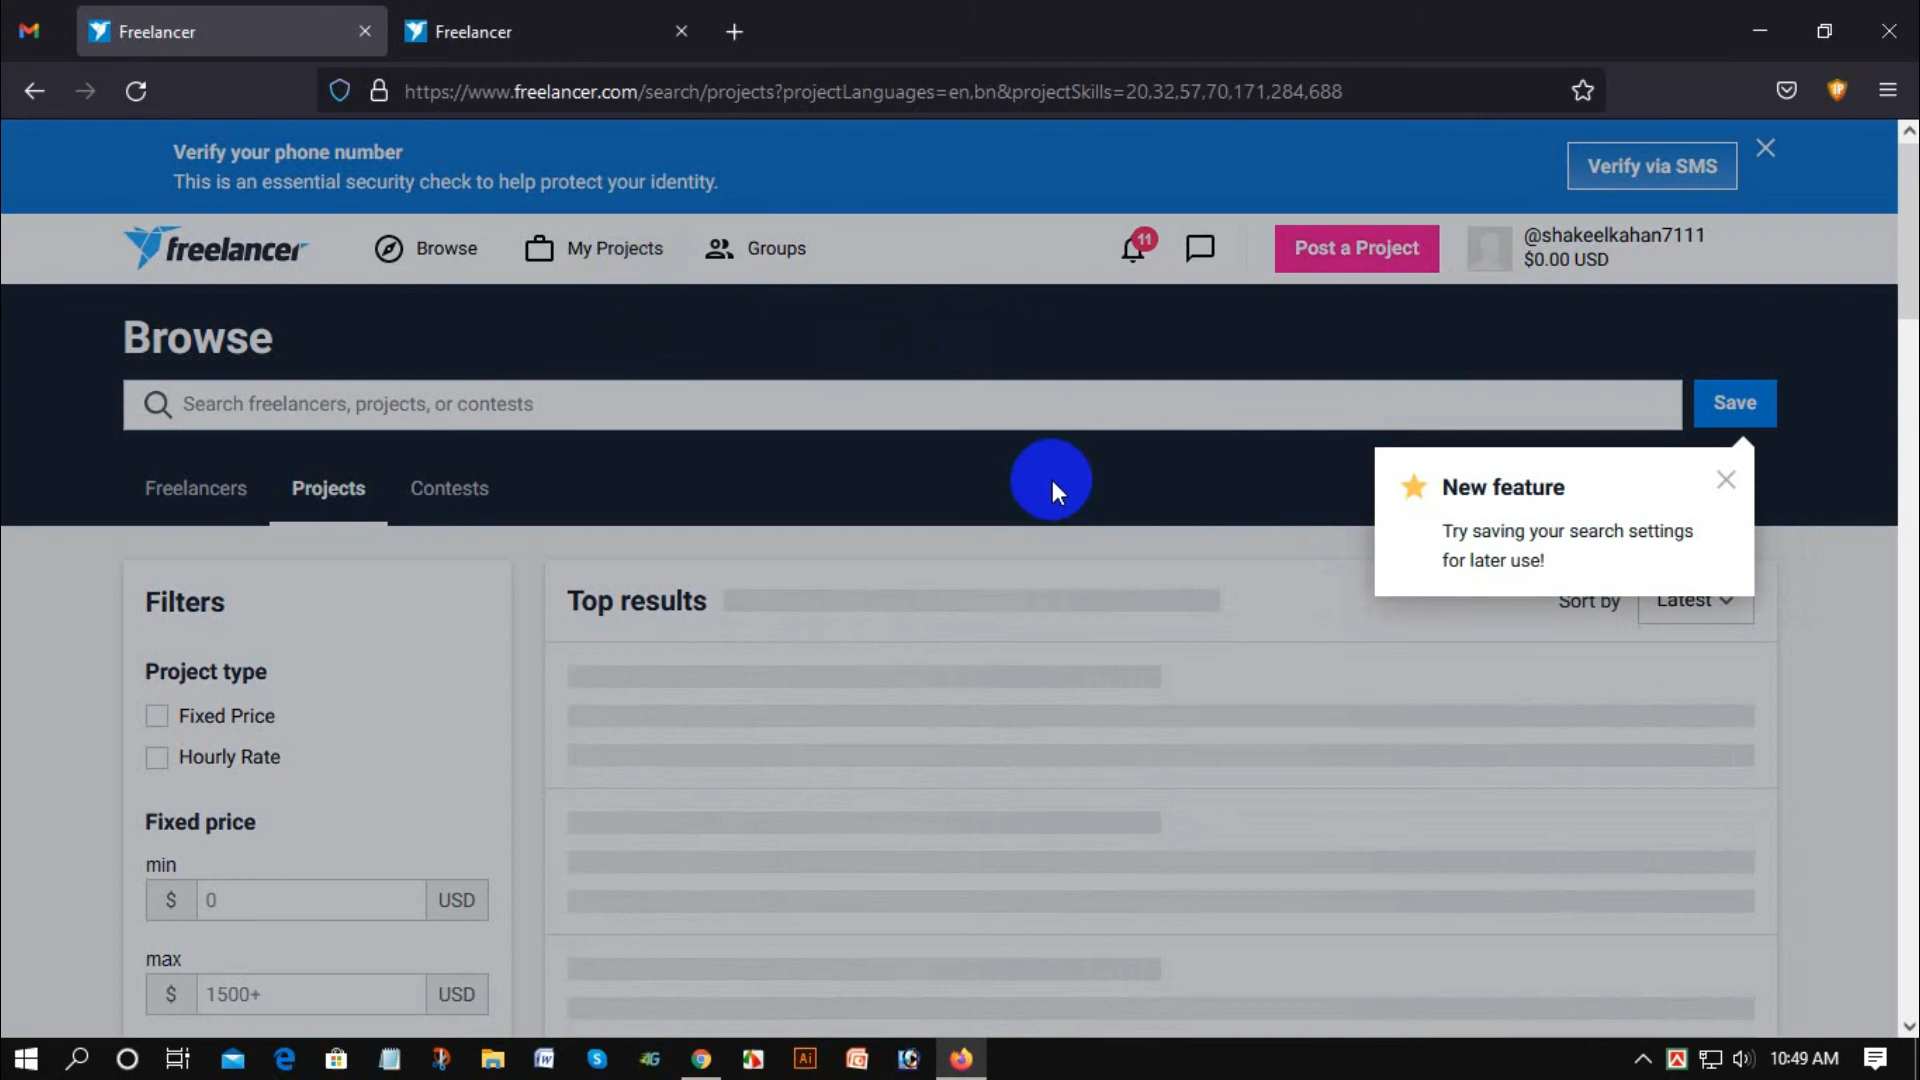 Freelancer
Freelancer
https://www.freelancer.com/search/projects?projectLanguages=en,bn&projectSkills=20,32,57,70,171,284,688
Verify your phone number
This is an essential security check to help protect your identity.
Verify via SMS
freelancer
Browse
My Projects
Groups
11
Post a Project
@shakeelkahan7111
$0.00 USD
Browse
Search freelancers, projects, or contests
Save
Freelancers
Projects
Contests
New feature
Try saving your search settings
for later use!
Filters
Top results
Sort by
Latest
Project type
Fixed Price
Hourly Rate
Fixed price
min
$ 0 USD
max
$ 1500+ USD
4G
Ai
10:49 AM